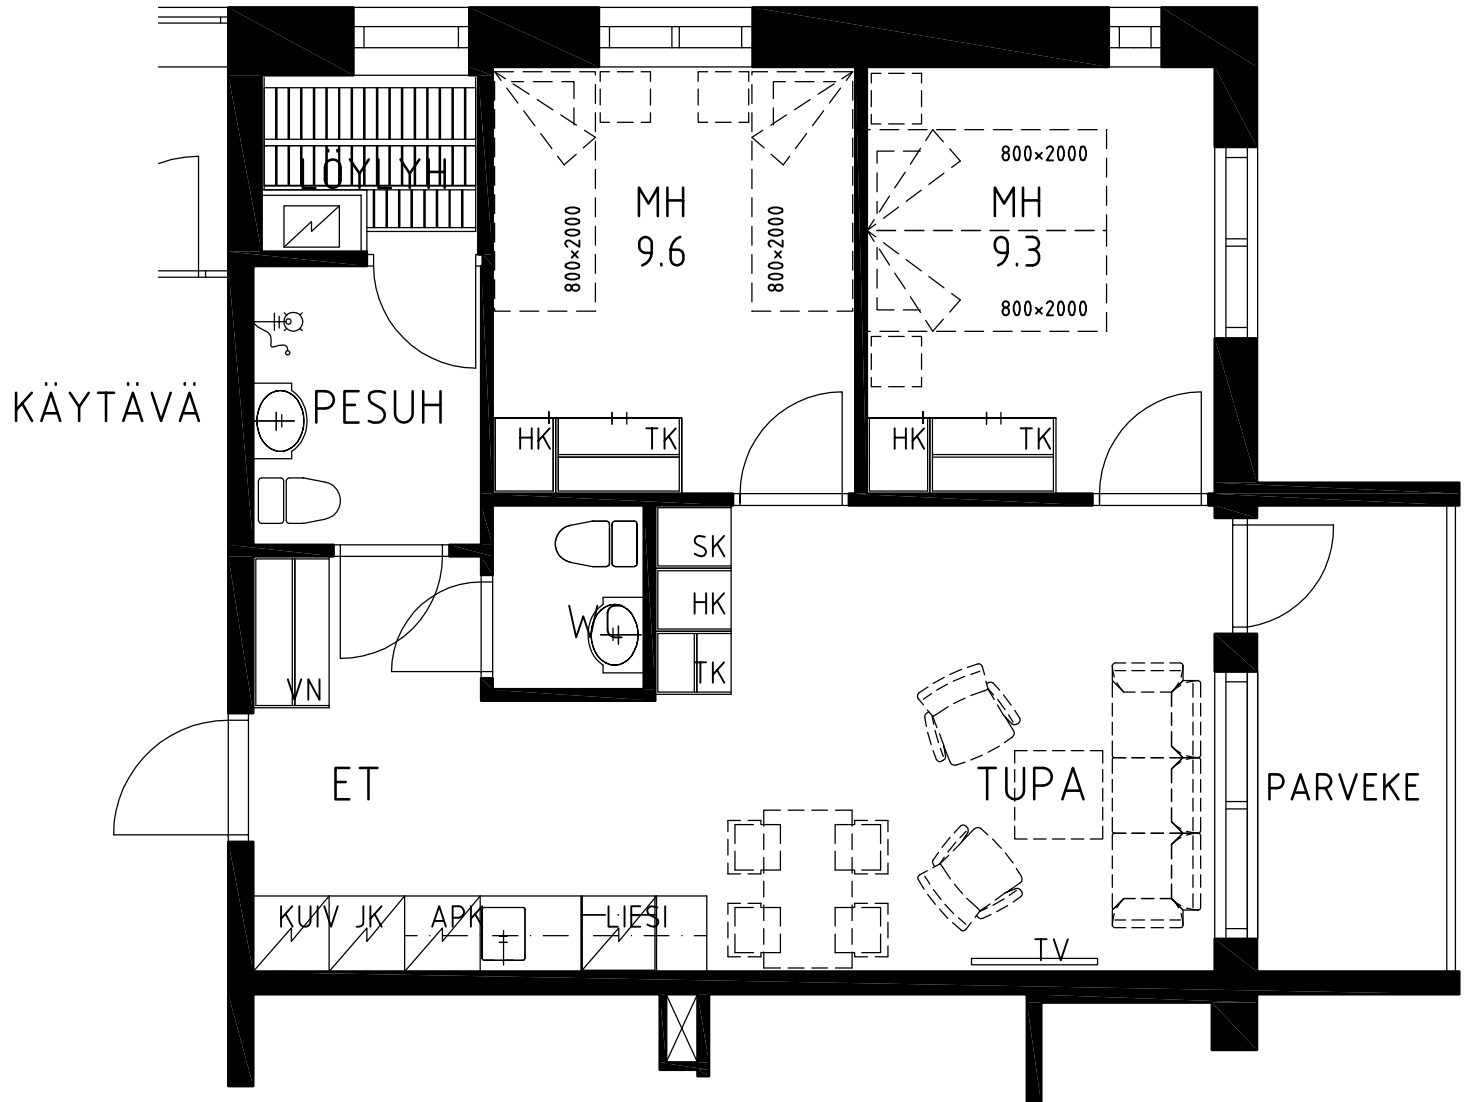 LÖYLYH
MH
9.6
800×2000
800×2000
MH
9.3
800×2000
800×2000
KÄYTÄVÄ
PESUH
HK
TK
HK
TK
SK
HK
TK
WC
VN
ET
TUPA
PARVEKE
KUIV
JK
APK
LIESI
TV